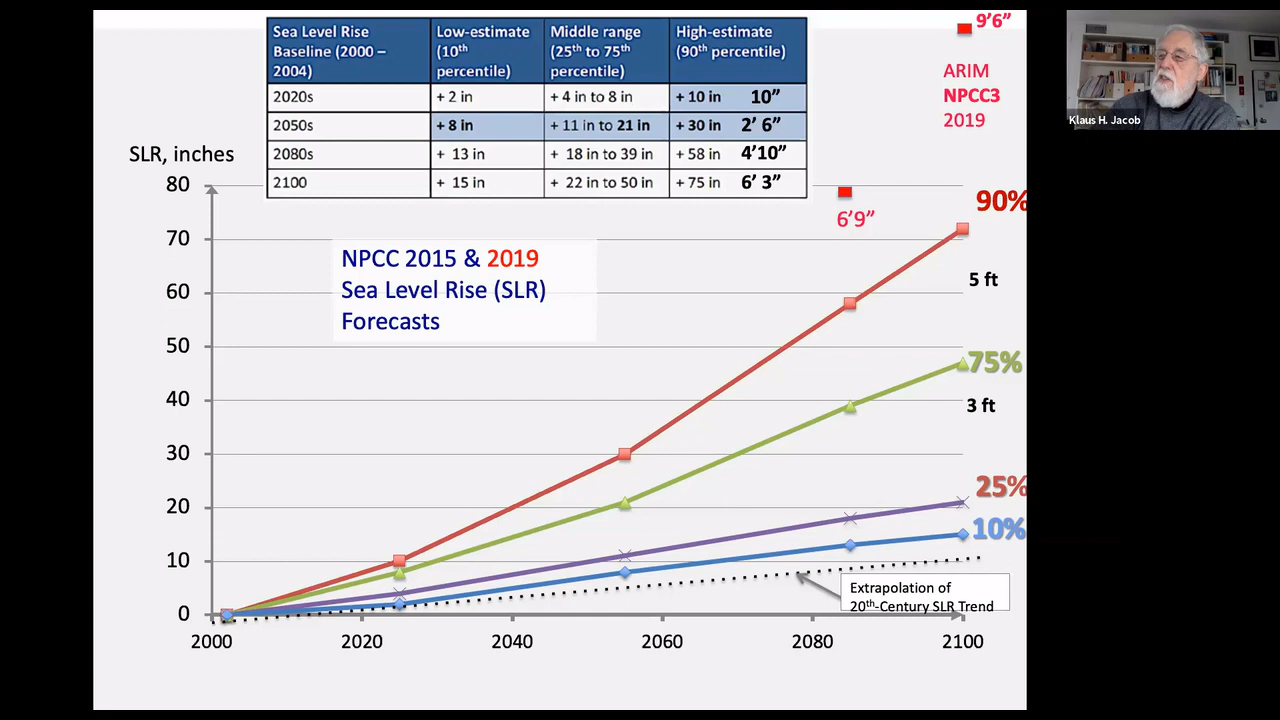 Sea Level Rise Baseline (2000 – 2004) Low-estimate (10th percentile) Middle range (25th to 75th percentile) High-estimate (90th percentile)
2020s + 2 in + 4 in to 8 in + 10 in 10”
2050s + 8 in + 11 in to 21 in + 30 in 2’ 6”
2080s + 13 in + 18 in to 39 in + 58 in 4’10”
2100 + 15 in + 22 in to 50 in + 75 in 6’ 3”
9’6”
ARIM
NPCC3
2019
Klaus H. Jacob
SLR, inches
80
70
60
50
40
30
20
10
0
6’9”
NPCC 2015 & 2019
Sea Level Rise (SLR)
Forecasts
90%
5 ft
75%
3 ft
25%
10%
Extrapolation of
20th-Century SLR Trend
2000 2020 2040 2060 2080 2100